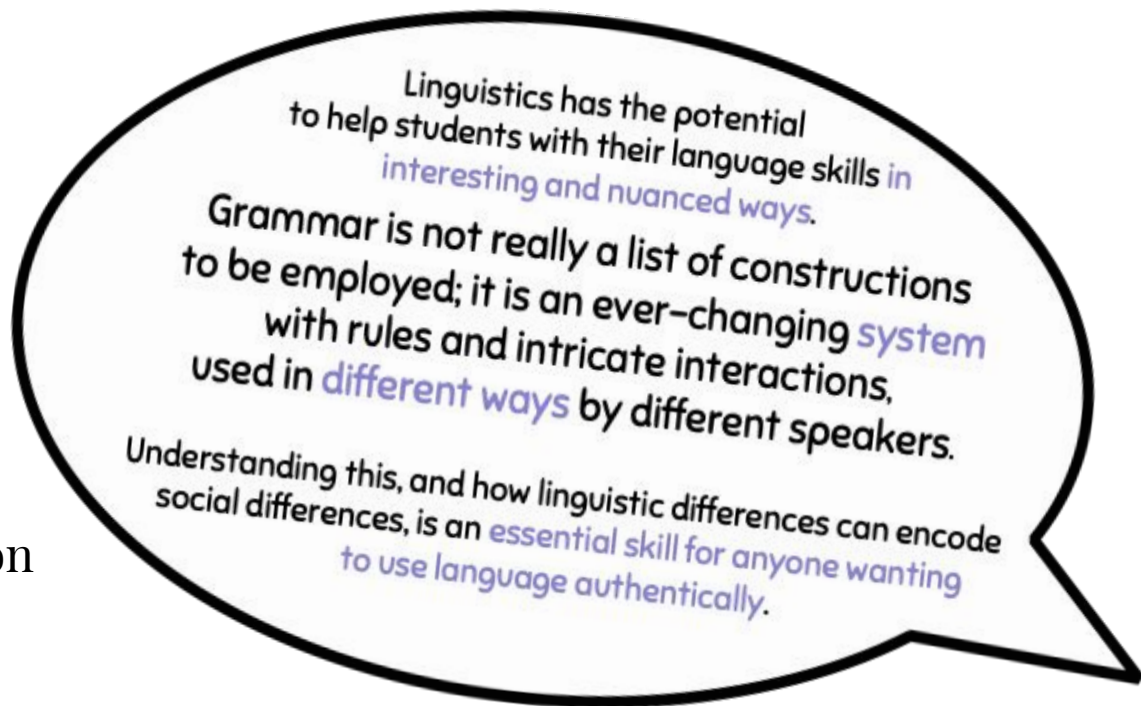 Linguistics has the potential
to help students with their language skills in
interesting and nuanced ways.
Grammar is not really a list of constructions
to be employed; it is an ever-changing system
with rules and intricate interactions,
used in different ways by different speakers.
Understanding this, and how linguistic differences can encode
social differences, is an essential skill for anyone wanting
to use language authentically.